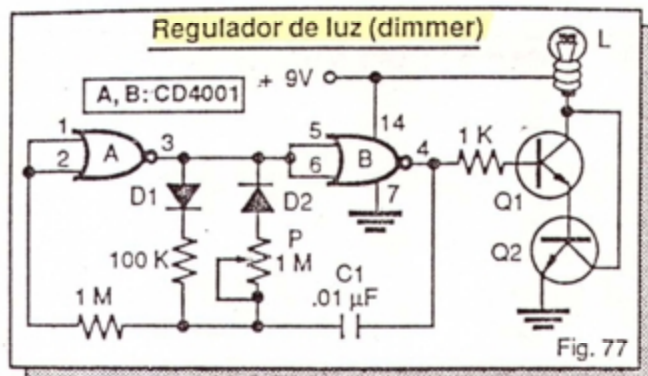 Regulador de luz (dimmer)
L
A, B: CD4001
+ 9V
1
2
A
3
5
6
B
14
4
7
1 K
Q1
D1
D2
Q2
100 K
P
1 M
C1
.01 µF
1 M
Fig. 77